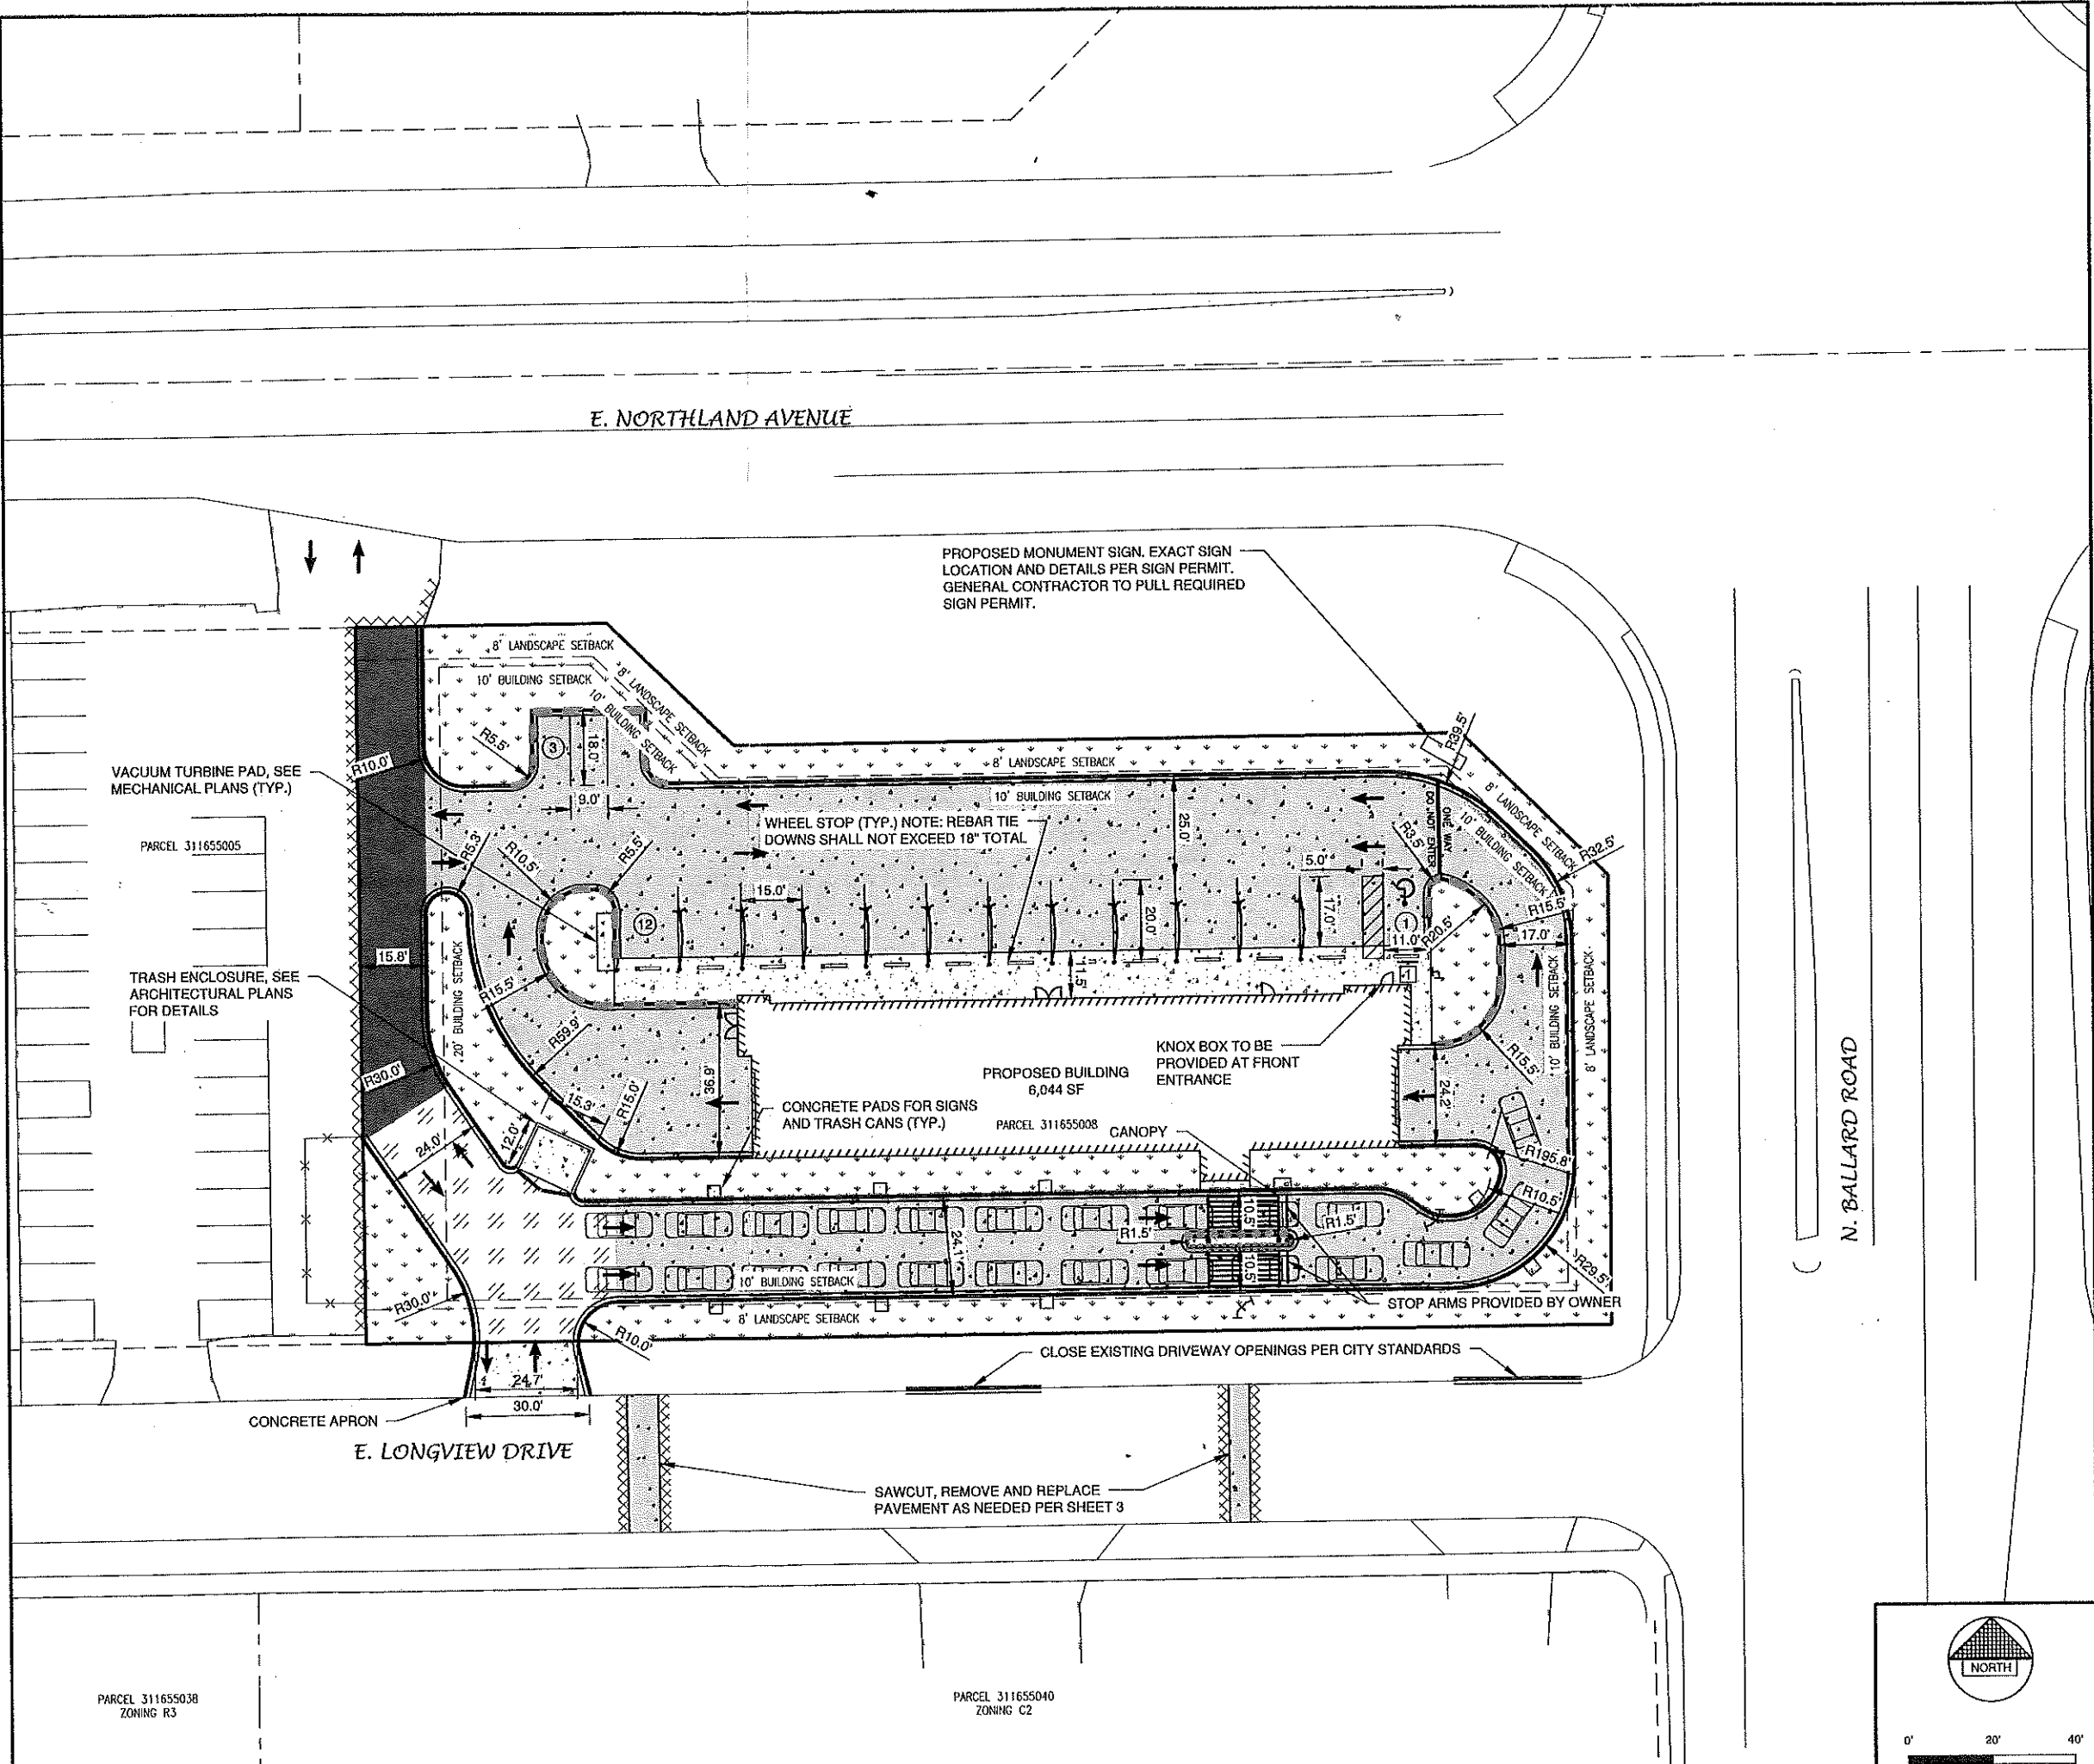 E. NORTHLAND AVENUE
PROPOSED MONUMENT SIGN. EXACT SIGN
LOCATION AND DETAILS PER SIGN PERMIT.
GENERAL CONTRACTOR TO PULL REQUIRED
SIGN PERMIT.
8' LANDSCAPE SETBACK
10' BUILDING SETBACK
8' LANDSCAPE SETBACK
10' BUILDING SETBACK
R39.5'
R5.5'
3
18.0'
R10.0'
VACUUM TURBINE PAD, SEE
MECHANICAL PLANS (TYP.)
9.0'
8' LANDSCAPE SETBACK
10' BUILDING SETBACK
8' LANDSCAPE SETBACK
10' BUILDING SETBACK
WHEEL STOP (TYP.) NOTE: REBAR TIE
DOWNS SHALL NOT EXCEED 18" TOTAL
25.0'
DO NOT ENTER
ONE WAY
R3.5'
R32.5'
PARCEL 311655005
R5.3'
R10.5'
R5.5'
5.0'
15.0'
12
20.0'
17.0'
1
11.0'
R20.5'
R15.5'
17.0'
15.8'
20' BUILDING SETBACK
TRASH ENCLOSURE, SEE
ARCHITECTURAL PLANS
FOR DETAILS
R15.5'
11.5'
1
10' BUILDING SETBACK
8' LANDSCAPE SETBACK
R59.9'
R30.0'
36.9'
PROPOSED BUILDING
6,044 SF
KNOX BOX TO BE
PROVIDED AT FRONT
ENTRANCE
R15.5'
24.2'
N. BALLARD ROAD
15.3'
R15.0'
CONCRETE PADS FOR SIGNS
AND TRASH CANS (TYP.)
PARCEL 311655008
CANOPY
24.0'
12.0'
R195.8'
R10.5'
10.5'
R1.5'
R1.5'
24.1'
10.5'
10' BUILDING SETBACK
R29.5'
R30.0'
8' LANDSCAPE SETBACK
STOP ARMS PROVIDED BY OWNER
R10.0'
CLOSE EXISTING DRIVEWAY OPENINGS PER CITY STANDARDS
24.7'
30.0'
CONCRETE APRON
E. LONGVIEW DRIVE
SAWCUT, REMOVE AND REPLACE
PAVEMENT AS NEEDED PER SHEET 3
NORTH
PARCEL 311655038
ZONING R3
PARCEL 311655040
ZONING C2
0' 20' 40'